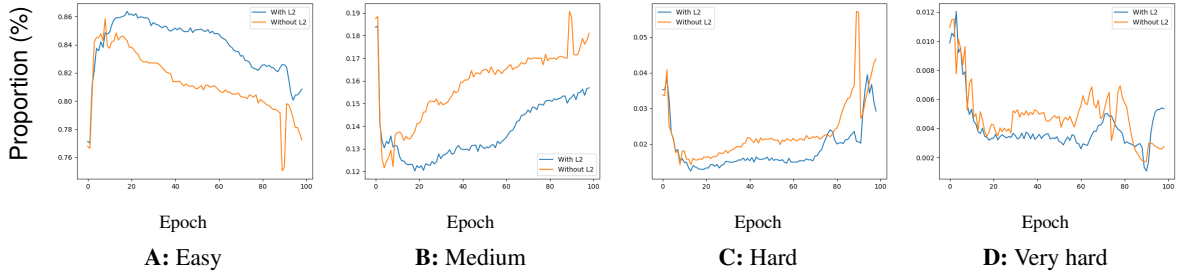 Proportion (%)
With L2
Without L2
0.86
0.84
0.82
0.80
0.78
0.76
0 20 40 60 80 100
Epoch
A: Easy
With L2
Without L2
0.19
0.18
0.17
0.16
0.15
0.14
0.13
0.12
0 20 40 60 80 100
Epoch
B: Medium
With L2
Without L2
0.05
0.04
0.03
0.02
0 20 40 60 80 100
Epoch
C: Hard
With L2
Without L2
0.012
0.010
0.008
0.006
0.004
0.002
0 20 40 60 80 100
Epoch
D: Very hard